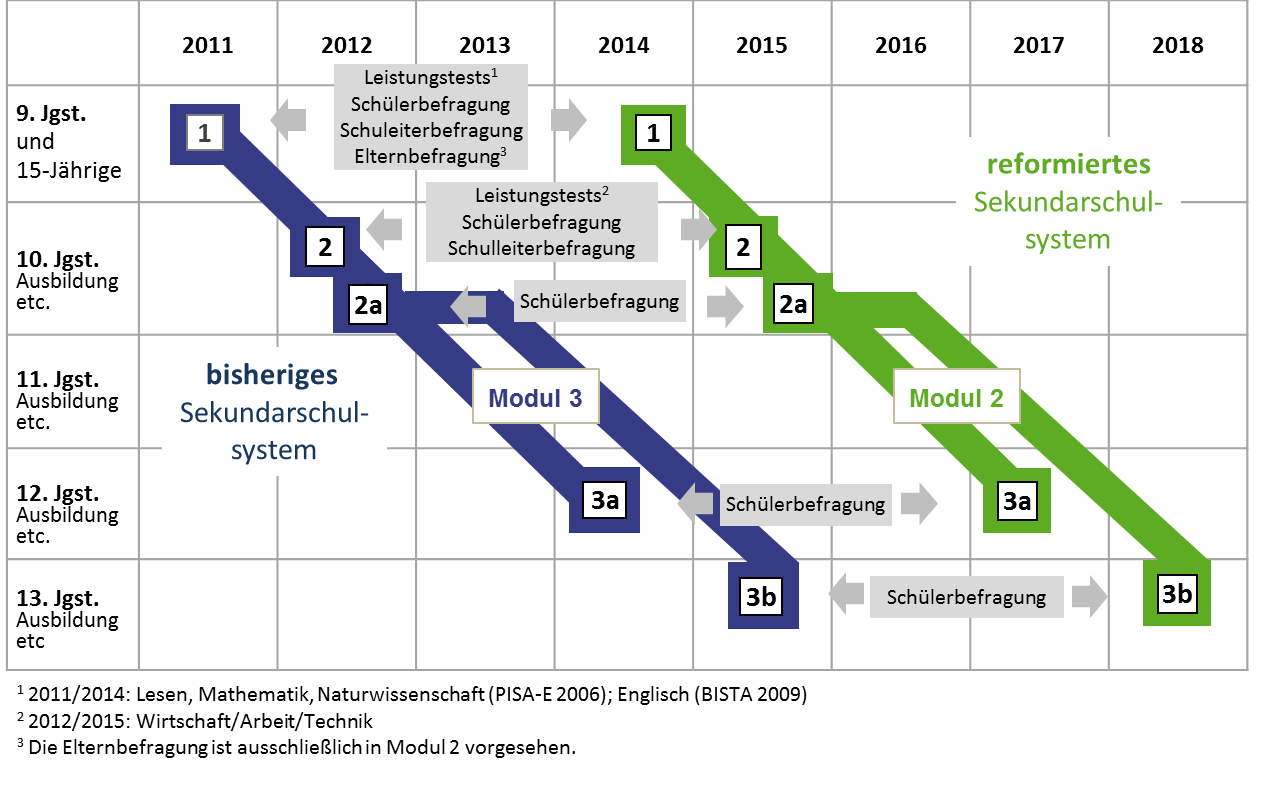 2011 2012 2013 2014 2015 2016 2017 2018
9. Jgst.
und
15-Jährige
1
Leistungstests¹
Schülerbefragung
Schuleiterbefragung
Elternbefragung³
1
reformiertes
Sekundarschul-
system
10. Jgst.
Ausbildung
etc.
2
Leistungstests²
Schülerbefragung
Schulleiterbefragung
2
2a
Schülerbefragung
2a
11. Jgst.
Ausbildung
etc.
bisheriges
Sekundarschul-
system
Modul 3
Modul 2
12. Jgst.
Ausbildung
etc.
3a
Schülerbefragung
3a
13. Jgst.
Ausbildung
etc
3b
Schülerbefragung
3b
¹ 2011/2014: Lesen, Mathematik, Naturwissenschaft (PISA-E 2006); Englisch (BISTA 2009)
² 2012/2015: Wirtschaft/Arbeit/Technik
³ Die Elternbefragung ist ausschließlich in Modul 2 vorgesehen.